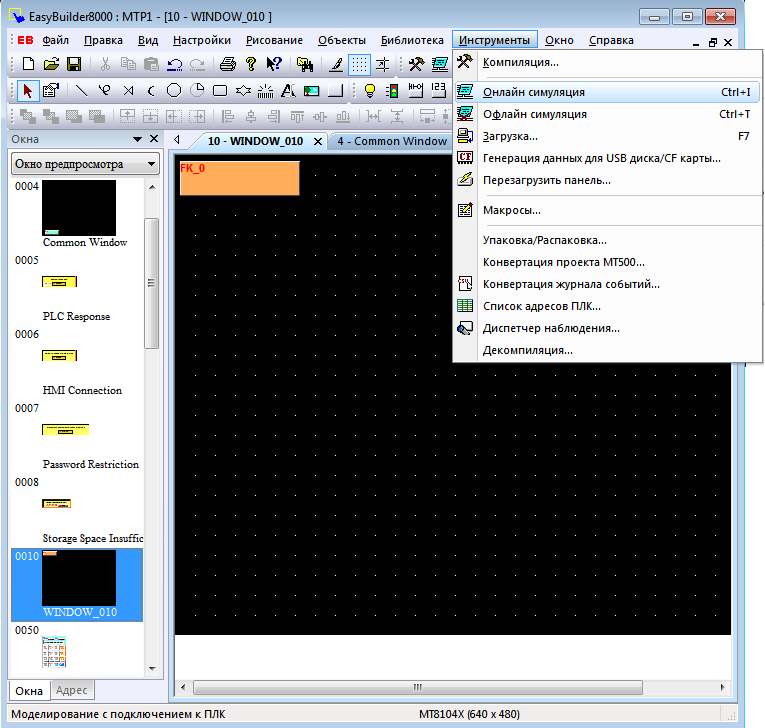 EasyBuilder8000 : MTP1 - [10 - WINDOW_010 ]
EB Файл Правка Вид Настройки Рисование Объекты Библиотека Инструменты Окно Справка
Компиляция...
Онлайн симуляция Ctrl+I
Офлайн симуляция Ctrl+T
Загрузка... F7
Генерация данных для USB диска/CF карты...
Перезагрузить панель...
Макросы...
Упаковка/Распаковка...
Конвертация проекта MT500...
Конвертация журнала событий...
Список адресов ПЛК...
Диспетчер наблюдения...
Декомпиляция...
Окна
10 - WINDOW_010
4 - Common Window
Окно предпросмотра
FK_0
0004
Common Window
0005
PLC Response
0006
HMI Connection
0007
Password Restriction
0008
Storage Space Insuffic
0010
WINDOW_010
0050
Окна Адрес
Моделирование с подключением к ПЛК MT8104X (640 x 480)